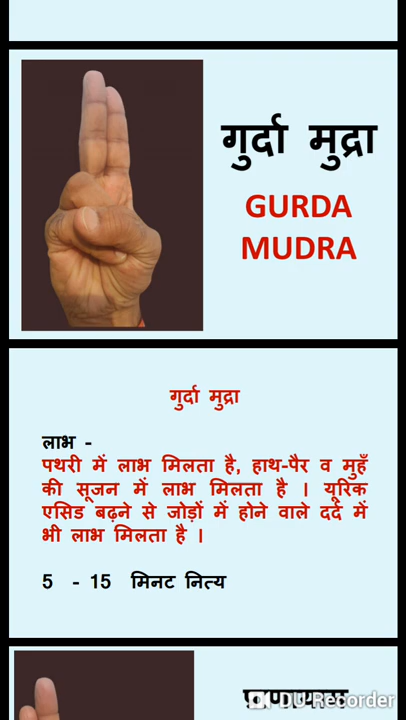 गुर्दा मुद्रा
GURDA
MUDRA
गुर्दा मुद्रा
लाभ -
पथरी में लाभ मिलता है, हाथ-पैर व मुहँ
की सूजन में लाभ मिलता है । यूरिक
एसिड बढ़ने से जोड़ों में होने वाले दर्द में
भी लाभ मिलता है ।
5 - 15 मिनट नित्य
DU Recorder